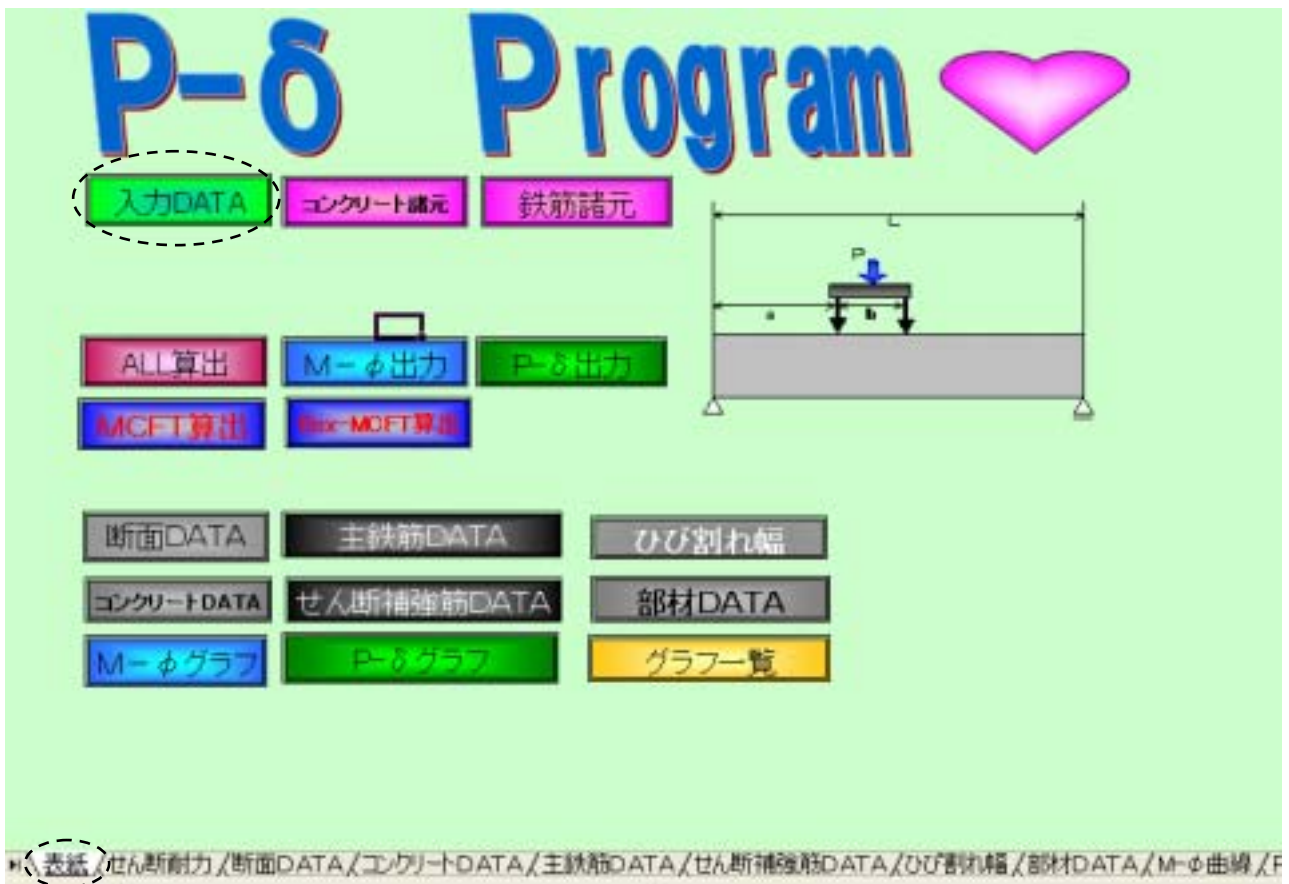 P-δ Program
入力DATA コンクリート諸元 鉄筋諸元
L
P
a b
ALL算出 M-φ出力 P-δ出力
MCFT算出 Box-MCFT算出
断面DATA 主鉄筋DATA ひび割れ幅
コンクリートDATA せん断補強筋DATA 部材DATA
M-φグラフ P-δグラフ グラフ一覧
表紙/せん断耐力/断面DATA/コンクリートDATA/主鉄筋DATA/せん断補強筋DATA/ひび割れ幅/部材DATA/M-φ曲線/